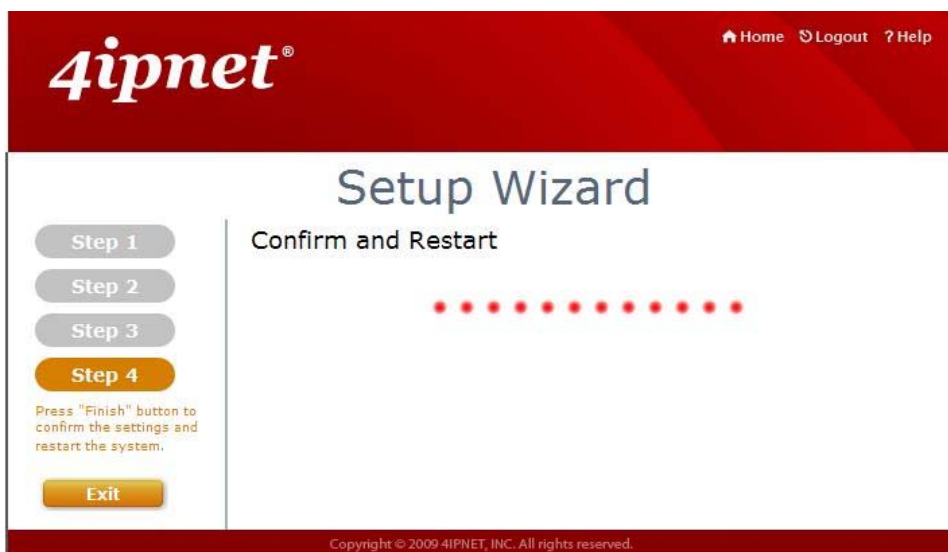 4ipnet®
Home Logout ? Help
Setup Wizard
Step 1
Step 2
Step 3
Step 4
Press "Finish" button to
confirm the settings and
restart the system.
Exit
Confirm and Restart
Copyright © 2009 4IPNET, INC. All rights reserved.